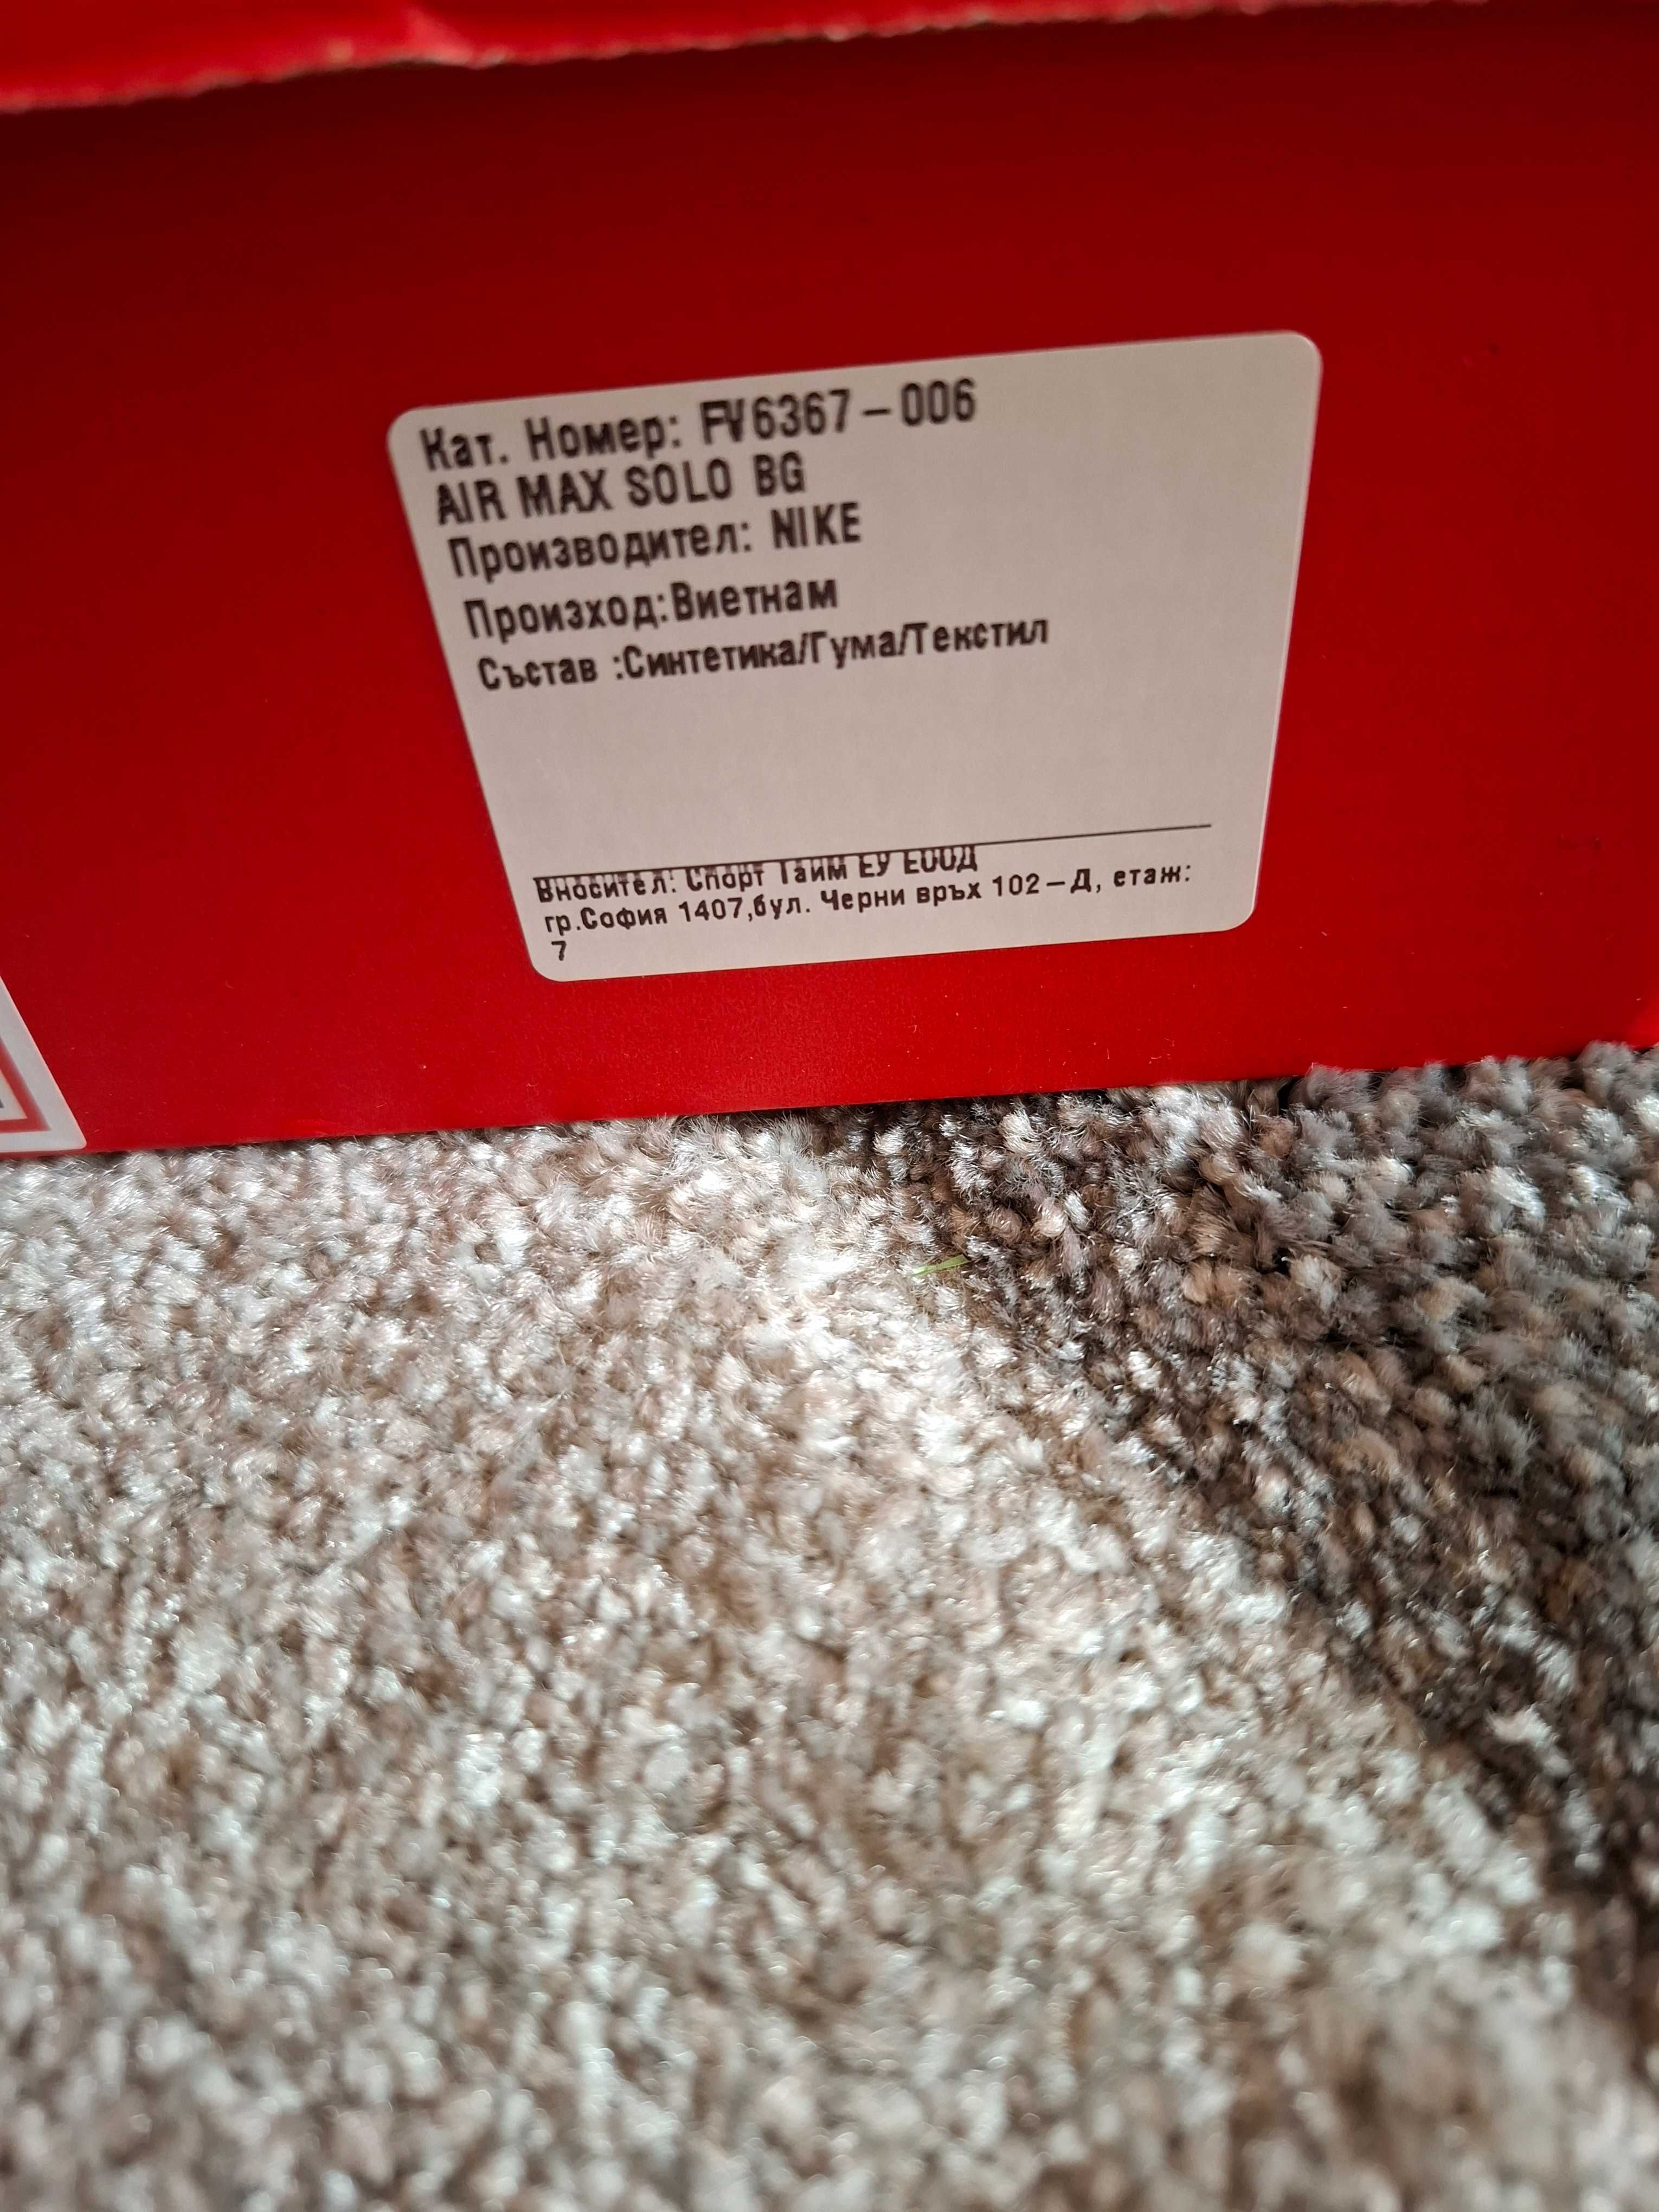 Кат. Номер: FV6367-006
AIR MAX SOLO BG
Производител: NIKE
Произход:Виетнам
Състав :Синтетика/Гума/Текстил
Вносител: Спорт Тайм ЕУ ЕООД
гр.София 1407,бул. Черни връх 102-Д, етаж:
7